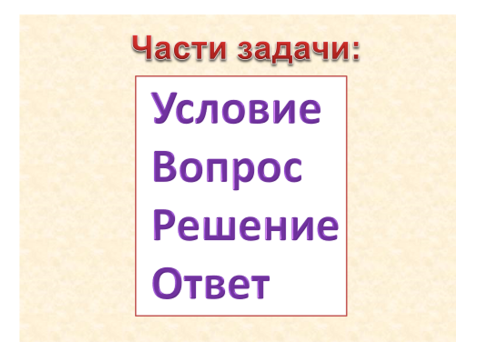 Части задачи:
Условие
Вопрос
Решение
Ответ